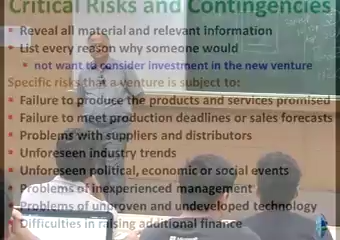 Critical Risks and Contingencies
Reveal all material and relevant information
List every reason why someone would
not want to consider investment in the new venture
Specific risks that a venture is subject to:
Failure to produce the products and services promised
Failure to meet production deadlines or sales forecasts
Problems with suppliers and distributors
Unforeseen industry trends
Unforeseen political, economic or social events
Problems of inexperienced management
Problems of unproven and undeveloped technology
Difficulties in raising additional finance